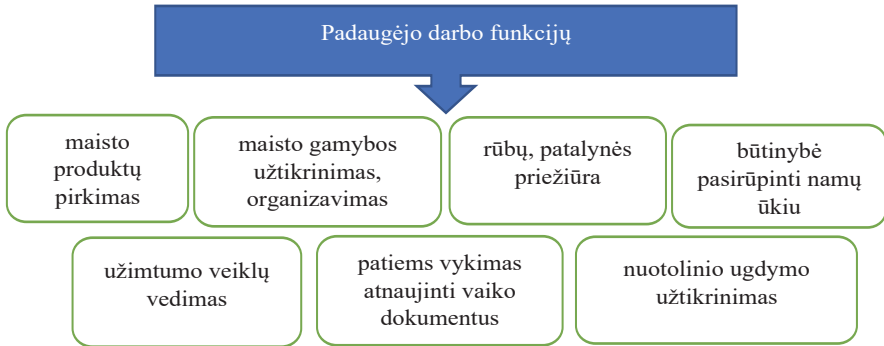 Padaugėjo darbo funkcijų
maisto
produktų
pirkimas
maisto gamybos
užtikrinimas,
organizavimas
rūbų, patalynės
priežiūra
būtinybė
pasirūpinti namų
ūkiu
užimtumo veiklų
vedimas
patiems vykimas
atnaujinti vaiko
dokumentus
nuotolinio ugdymo
užtikrinimas